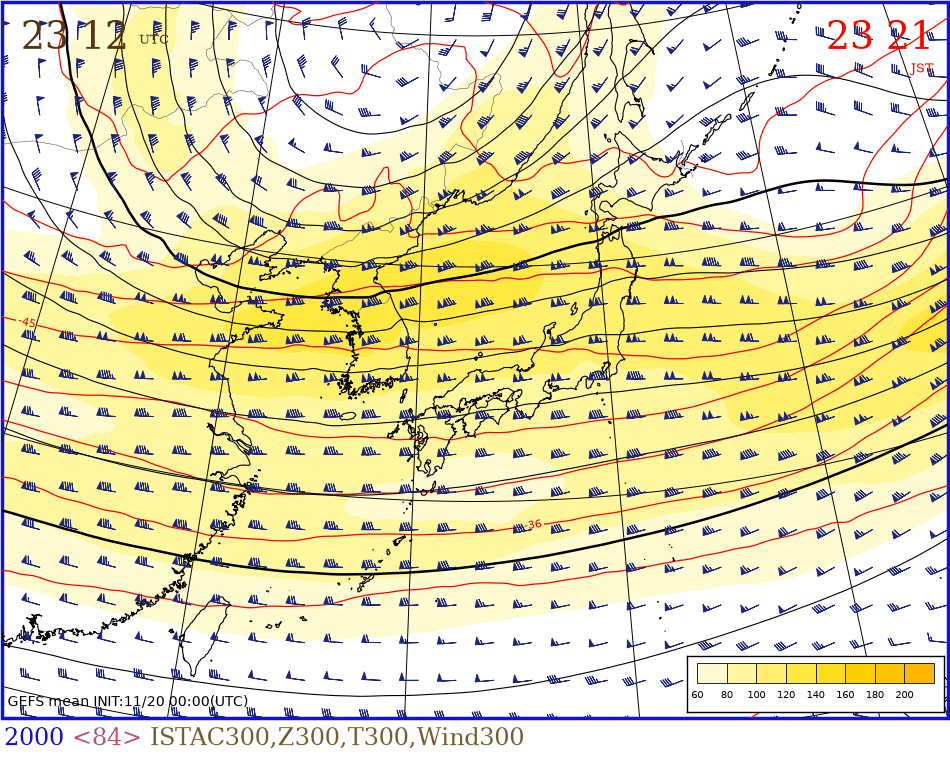 23 12 UTC
23 21
JST
-45
-36
60 80 100 120 140 160 180 200
GEFS mean INIT:11/20 00:00(UTC)
2000 <84> ISTAC300,Z300,T300,Wind300